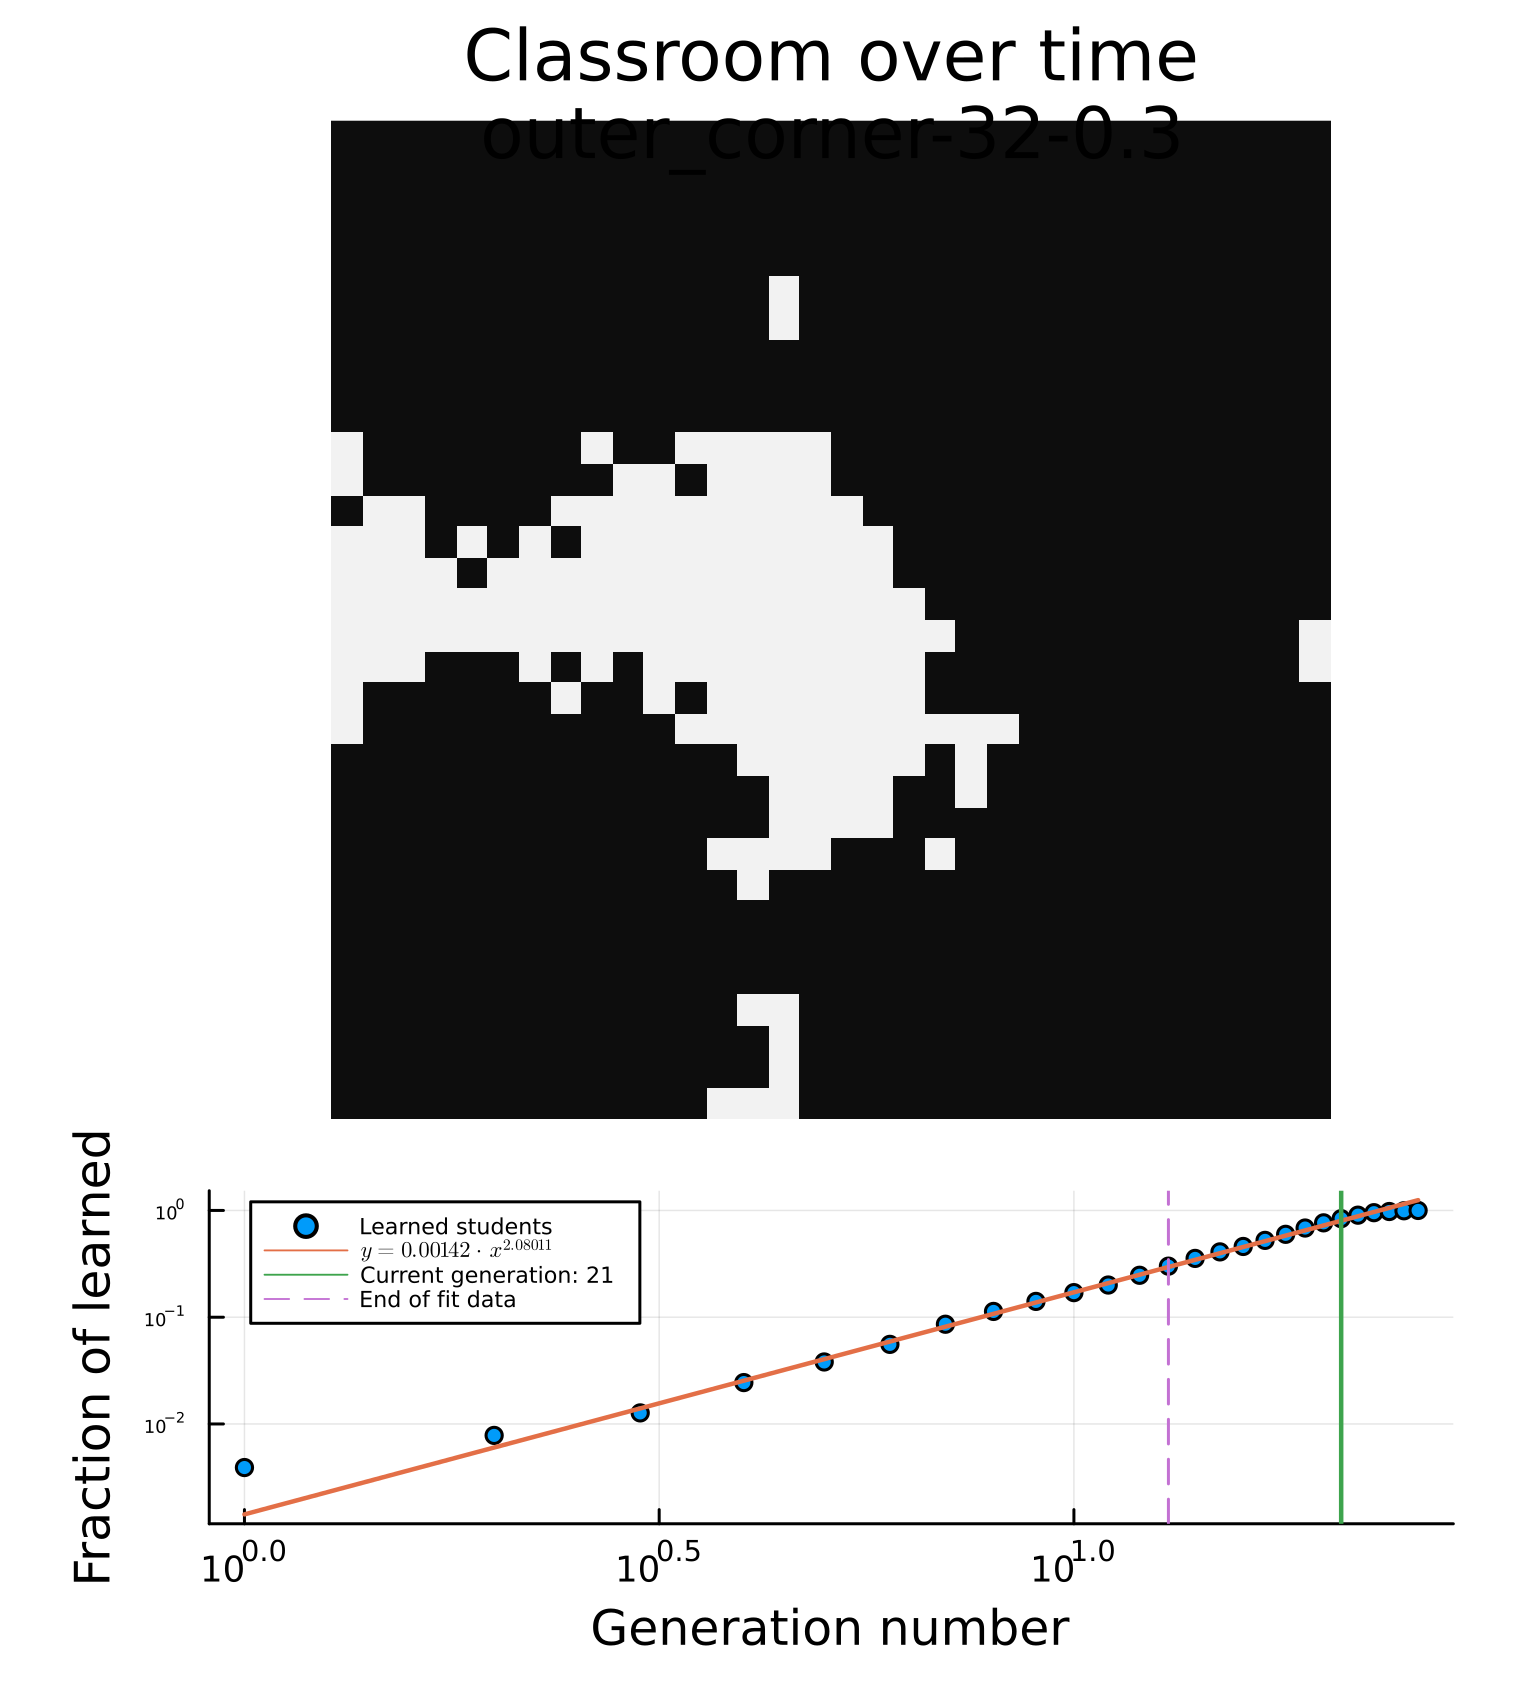 Classroom over time
outer_corner-32-0.3
Fraction of learned
10^0
10^−1
10^−2
Learned students
y = 0.00142 · x^2.08011
Current generation: 21
End of fit data
10^0.0
10^0.5
10^1.0
Generation number